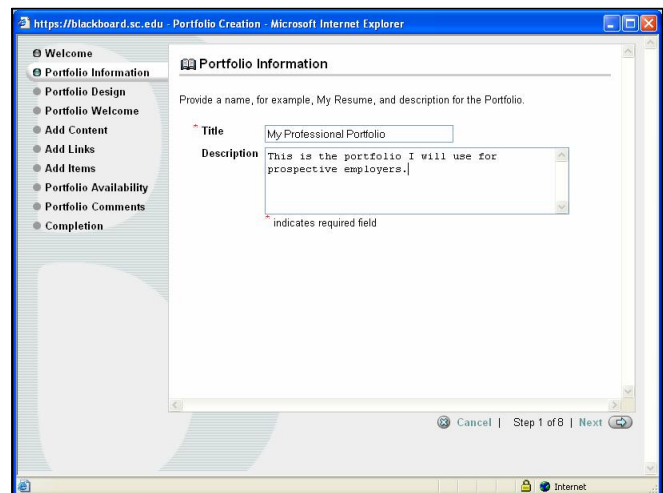 https://blackboard.sc.edu - Portfolio Creation - Microsoft Internet Explorer
Welcome
Portfolio Information
Portfolio Design
Portfolio Welcome
Add Content
Add Links
Add Items
Portfolio Availability
Portfolio Comments
Completion
Portfolio Information
Provide a name, for example, My Resume, and description for the Portfolio.
* Title
My Professional Portfolio
Description
This is the portfolio I will use for
prospective employers.
* indicates required field
Cancel | Step 1 of 8 | Next
Internet